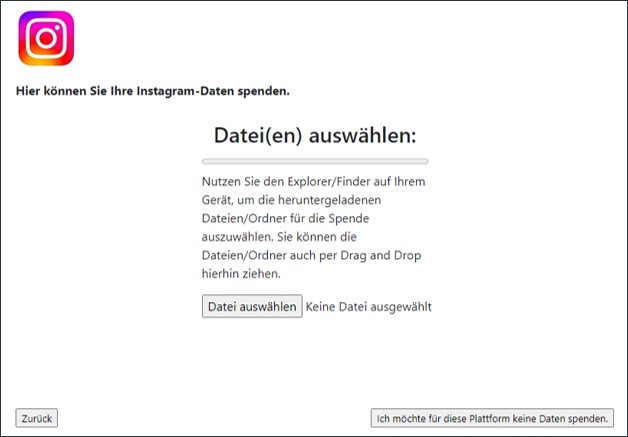 Hier können Sie Ihre Instagram-Daten spenden.
Datei(en) auswählen:
Nutzen Sie den Explorer/Finder auf Ihrem
Gerät, um die heruntergeladenen
Dateien/Ordner für die Spende
auszuwählen. Sie können die
Dateien/Ordner auch per Drag and Drop
hierhin ziehen.
Datei auswählen Keine Datei ausgewählt
Zurück
Ich möchte für diese Plattform keine Daten spenden.